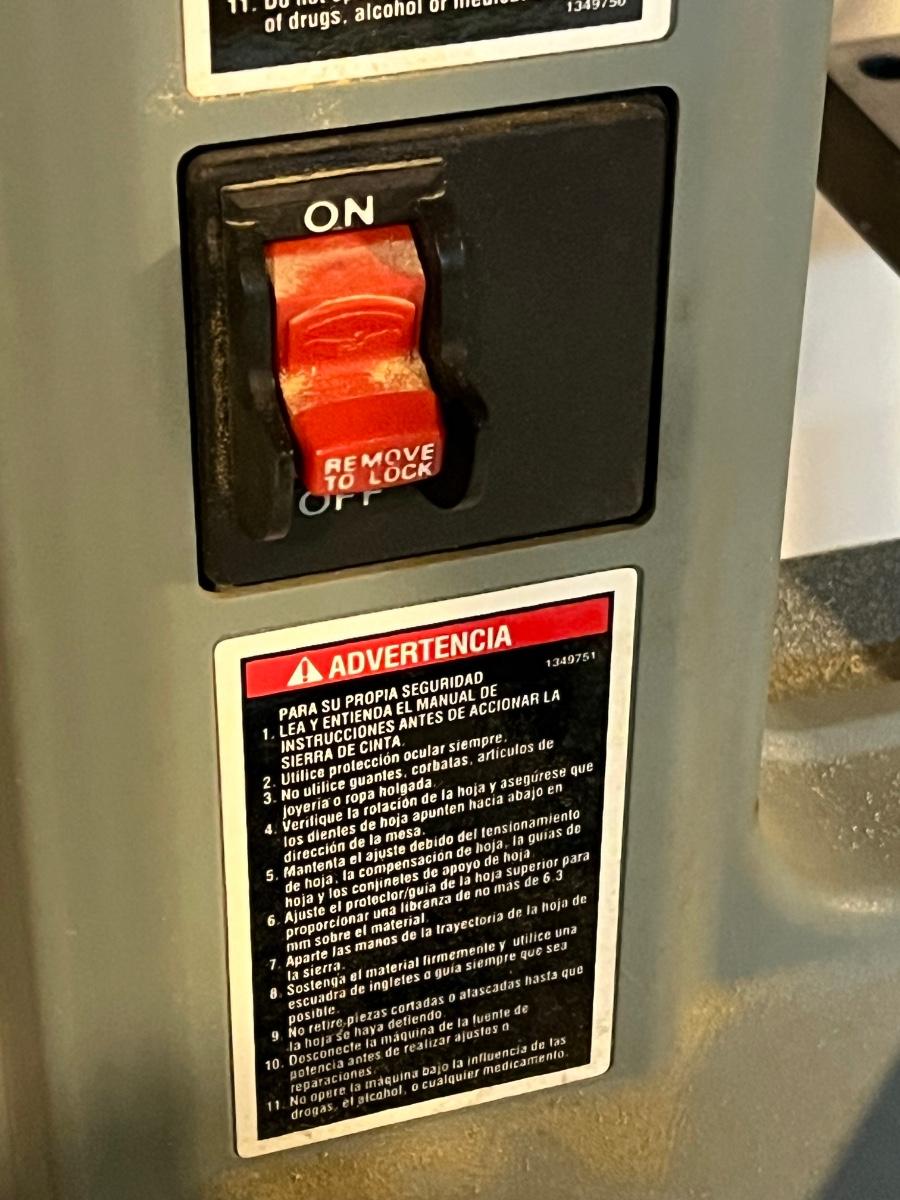 11. Do not
of drugs, alcohol or
1349750
ON
REMOVE
TO LOCK
OFF
ADVERTENCIA
1349751
PARA SU PROPIA SEGURIDAD
1. LEA Y ENTIENDA EL MANUAL DE
INSTRUCCIONES ANTES DE ACCIONAR LA
SIERRA DE CINTA.
2. Utilice protección ocular siempre.
3. No utilice guantes, corbatas, artículos de
joyería o ropa holgada.
4. Verifique la rotación de la hoja y asegúrese que
los dientes de hoja apunten hacia abajo en
dirección de la mesa.
5. Mantenta el ajuste debido del tensionamiento
de hoja, la compensación de hoja, la guías de
hoja y los conjineles de apoyo de hoja.
6. Ajuste el protector/guía de la hoja superior para
proporcionar una libranza de no más de 6.3
mm sobre el material.
7. Aparte las manos de la trayectoria de la hoja de
la sierra.
8. Sostenga el material firmemente y utilice una
escuadra de ingletes o guía siempre que sea
posible.
9. No retire piezas cortadas o atascadas hasta que
la hoja se haya detiendo.
10. Desconecte la máquina de la fuente de
potencia antes de realizar ajustes o
reparaciones.
11. No opere la máquina bajo la influencia de las
drogas, el alcohol, o cualquier medicamento.